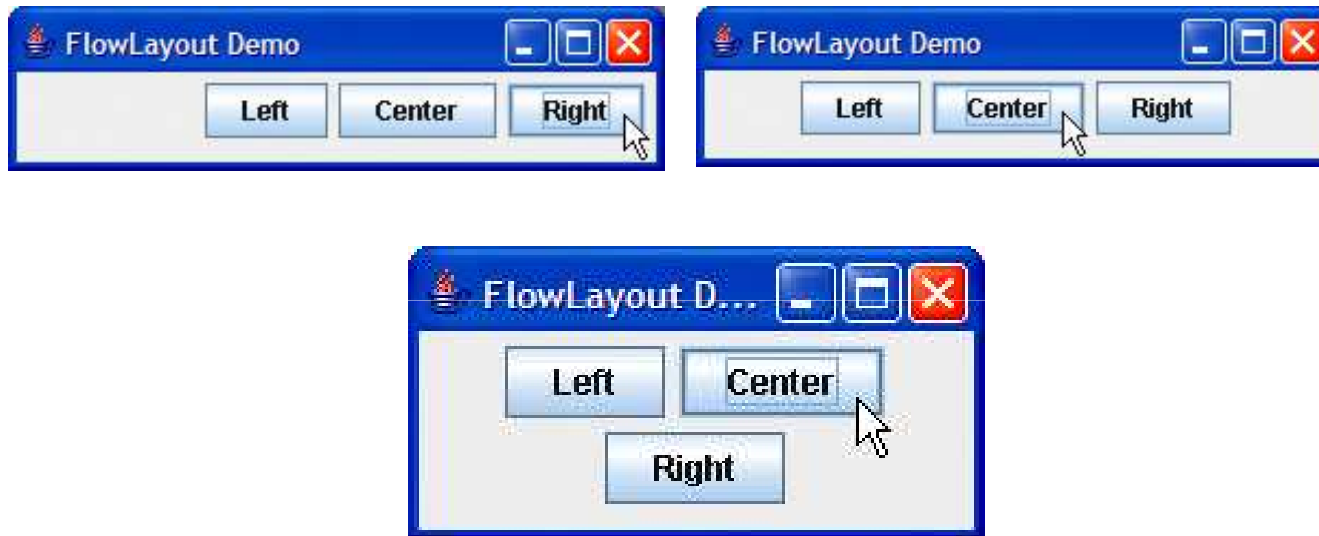 FlowLayout Demo
Left Center Right
FlowLayout Demo
Left Center Right
FlowLayout D...
Left Center
Right